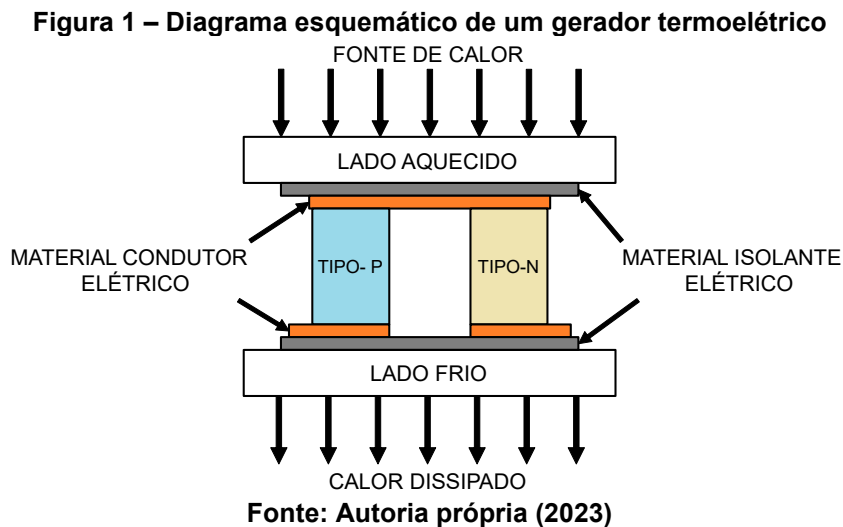 Figura 1 – Diagrama esquemático de um gerador termoelétrico
FONTE DE CALOR
LADO AQUECIDO
MATERIAL CONDUTOR
ELÉTRICO
TIPO- P
TIPO-N
MATERIAL ISOLANTE
ELÉTRICO
LADO FRIO
CALOR DISSIPADO
Fonte: Autoria própria (2023)